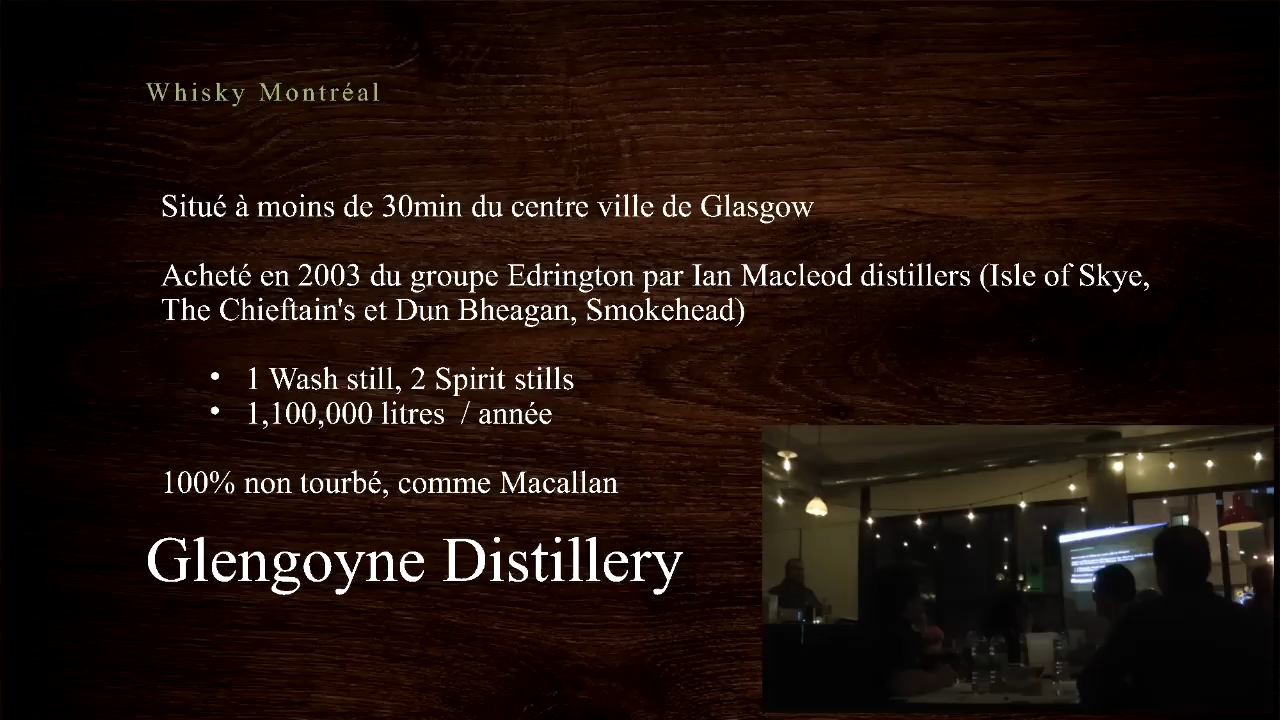 Whisky Montréal
Situé à moins de 30min du centre ville de Glasgow
Acheté en 2003 du groupe Edrington par Ian Macleod distillers (Isle of Skye,
The Chieftain's et Dun Bheagan, Smokehead)
• 1 Wash still, 2 Spirit stills
• 1,100,000 litres / année
100% non tourbé, comme Macallan
Glengoyne Distillery